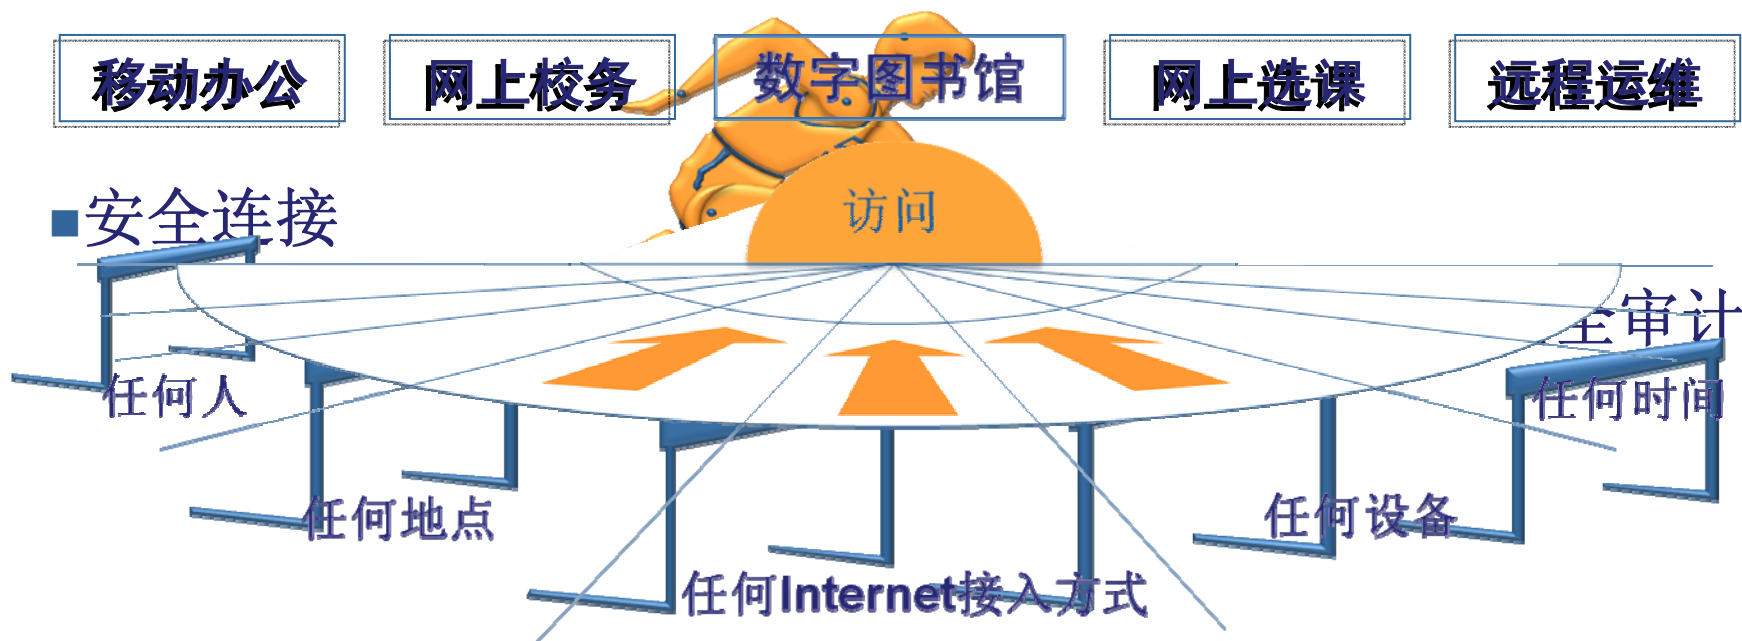 移动办公
网上校务
数字图书馆
网上选课
远程运维
安全连接
访问
审计
任何人
任何时间
任何地点
任何设备
任何Internet接入方式